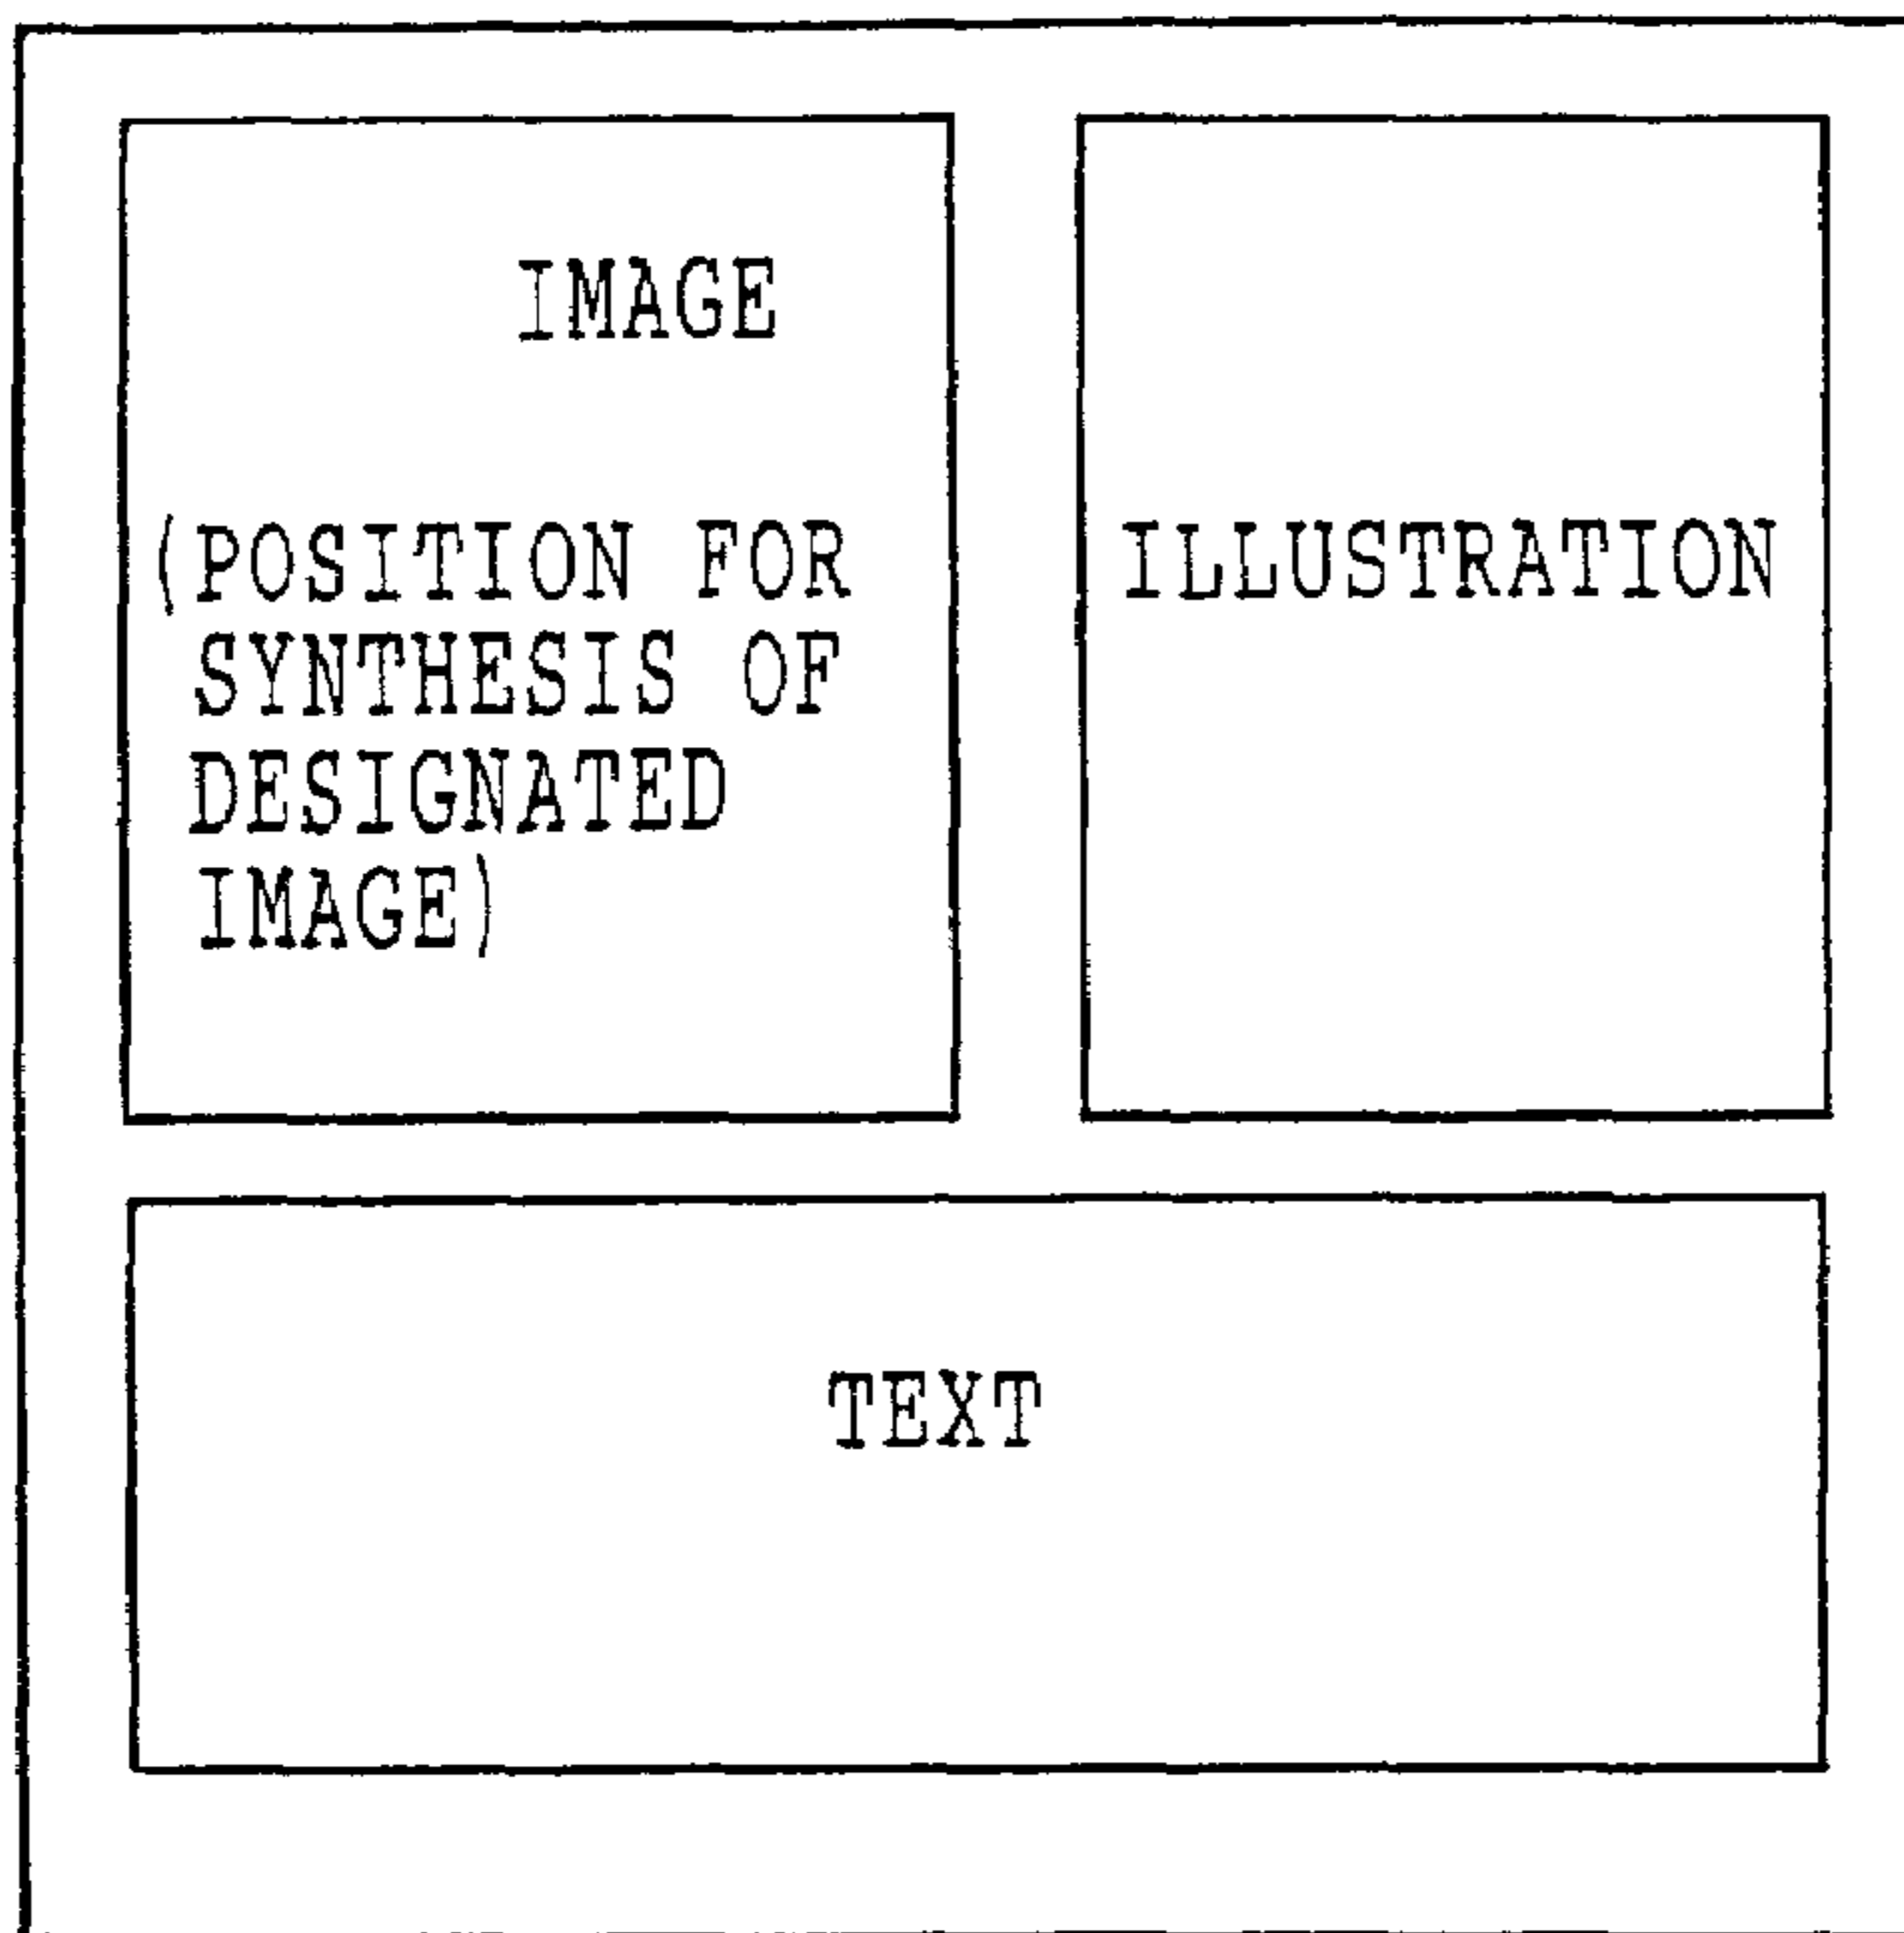 IMAGE
(POSITION FOR
SYNTHESIS OF
DESIGNATED
IMAGE)
ILLUSTRATION
TEXT